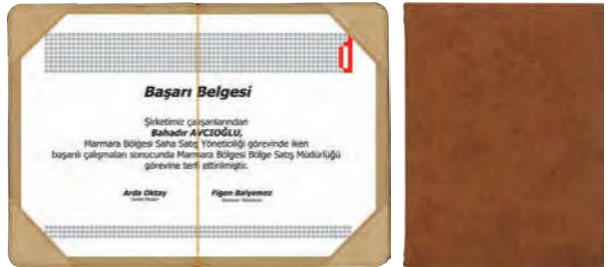 Başarı Belgesi
Şirketimiz çalışanlarından
Bahadır AVCIOĞLU,
Marmara Bölgesi Saha Satış Yöneticiliği görevinde iken
başarılı çalışmaları sonucunda Marmara Bölgesi Bölge Satış Müdürlüğü
görevine terfi ettirilmiştir.
Arda Oktay Figen Balyemez